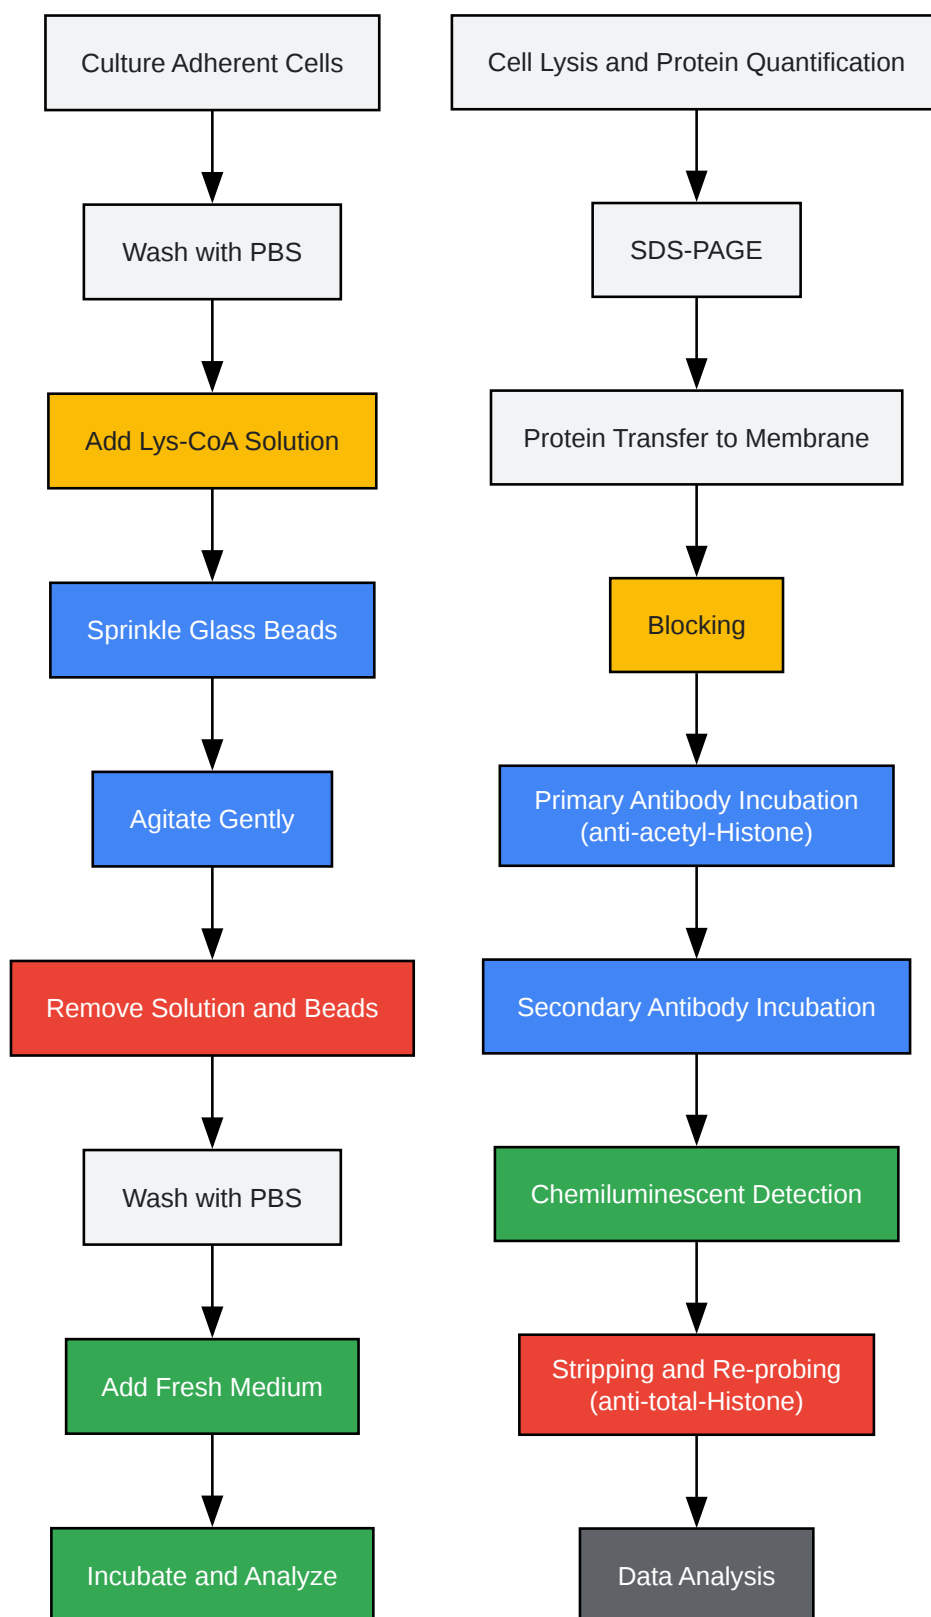 Culture Adherent Cells
Wash with PBS
Add Lys-CoA Solution
Sprinkle Glass Beads
Agitate Gently
Remove Solution and Beads
Wash with PBS
Add Fresh Medium
Incubate and Analyze
Cell Lysis and Protein Quantification
SDS-PAGE
Protein Transfer to Membrane
Blocking
Primary Antibody Incubation
(anti-acetyl-Histone)
Secondary Antibody Incubation
Chemiluminescent Detection
Stripping and Re-probing
(anti-total-Histone)
Data Analysis